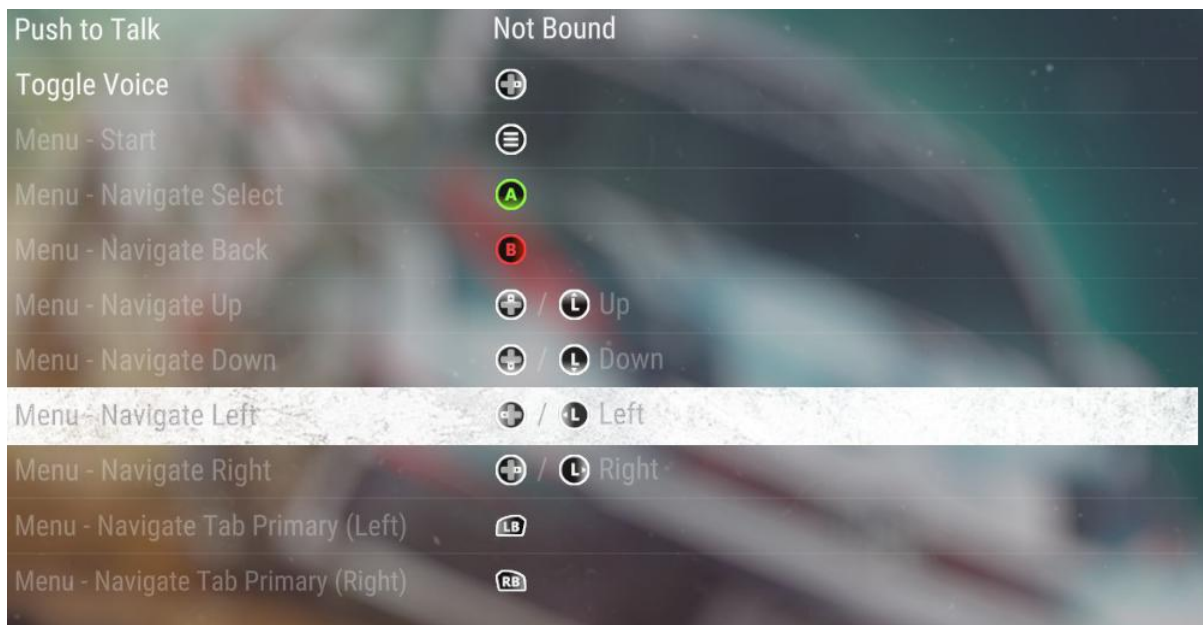 Push to Talk Not Bound
Toggle Voice
Menu - Start
Menu - Navigate Select A
Menu - Navigate Back B
Menu - Navigate Up / L Up
Menu - Navigate Down / L Down
Menu - Navigate Left / L Left
Menu - Navigate Right / L Right
Menu - Navigate Tab Primary (Left) LB
Menu - Navigate Tab Primary (Right) RB